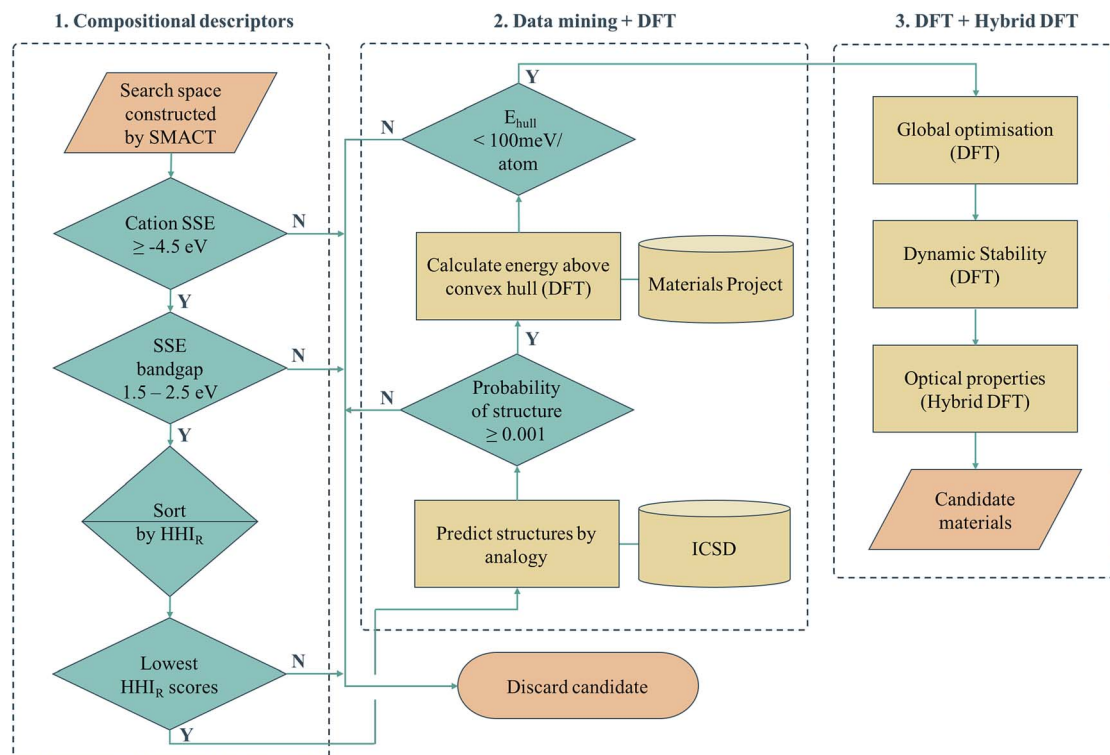 1. Compositional descriptors
Search space
constructed
by SMACT
Cation SSE
≥ -4.5 eV
N
Y
SSE
bandgap
1.5 – 2.5 eV
N
Y
Sort
by HHI_R
Lowest
HHI_R scores
N
Y
2. Data mining + DFT
Y
E_hull
< 100meV/
atom
N
Calculate energy above
convex hull (DFT)
Materials Project
Y
Probability
of structure
≥ 0.001
N
Predict structures by
analogy
ICSD
Discard candidate
3. DFT + Hybrid DFT
Global optimisation
(DFT)
Dynamic Stability
(DFT)
Optical properties
(Hybrid DFT)
Candidate
materials